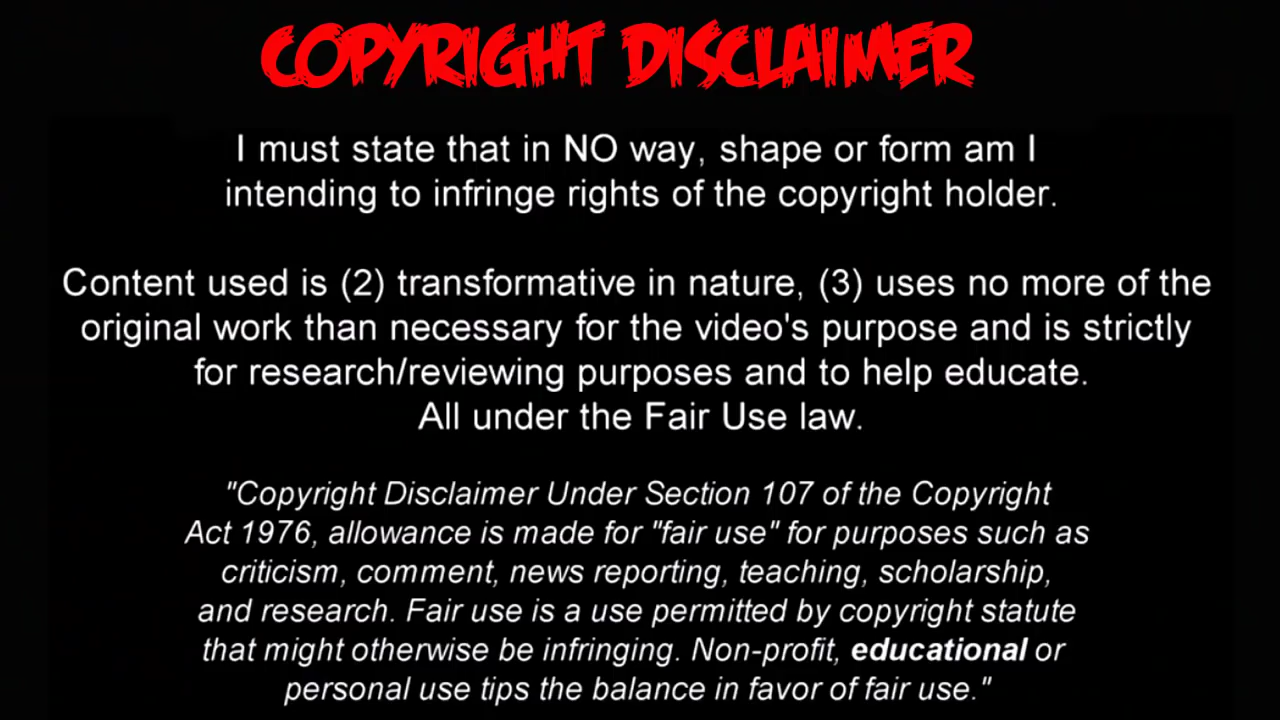 COPYRIGHT DISCLAIMER
I must state that in NO way, shape or form am I
intending to infringe rights of the copyright holder.
Content used is (2) transformative in nature, (3) uses no more of the
original work than necessary for the video's purpose and is strictly
for research/reviewing purposes and to help educate.
All under the Fair Use law.
"Copyright Disclaimer Under Section 107 of the Copyright
Act 1976, allowance is made for "fair use" for purposes such as
criticism, comment, news reporting, teaching, scholarship,
and research. Fair use is a use permitted by copyright statute
that might otherwise be infringing. Non-profit, educational or
personal use tips the balance in favor of fair use."